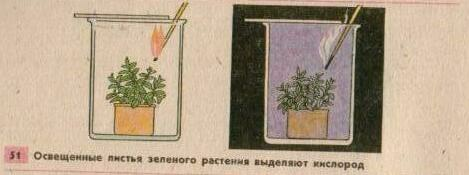 51 Освещенные листья зеленого растения выделяют кислород